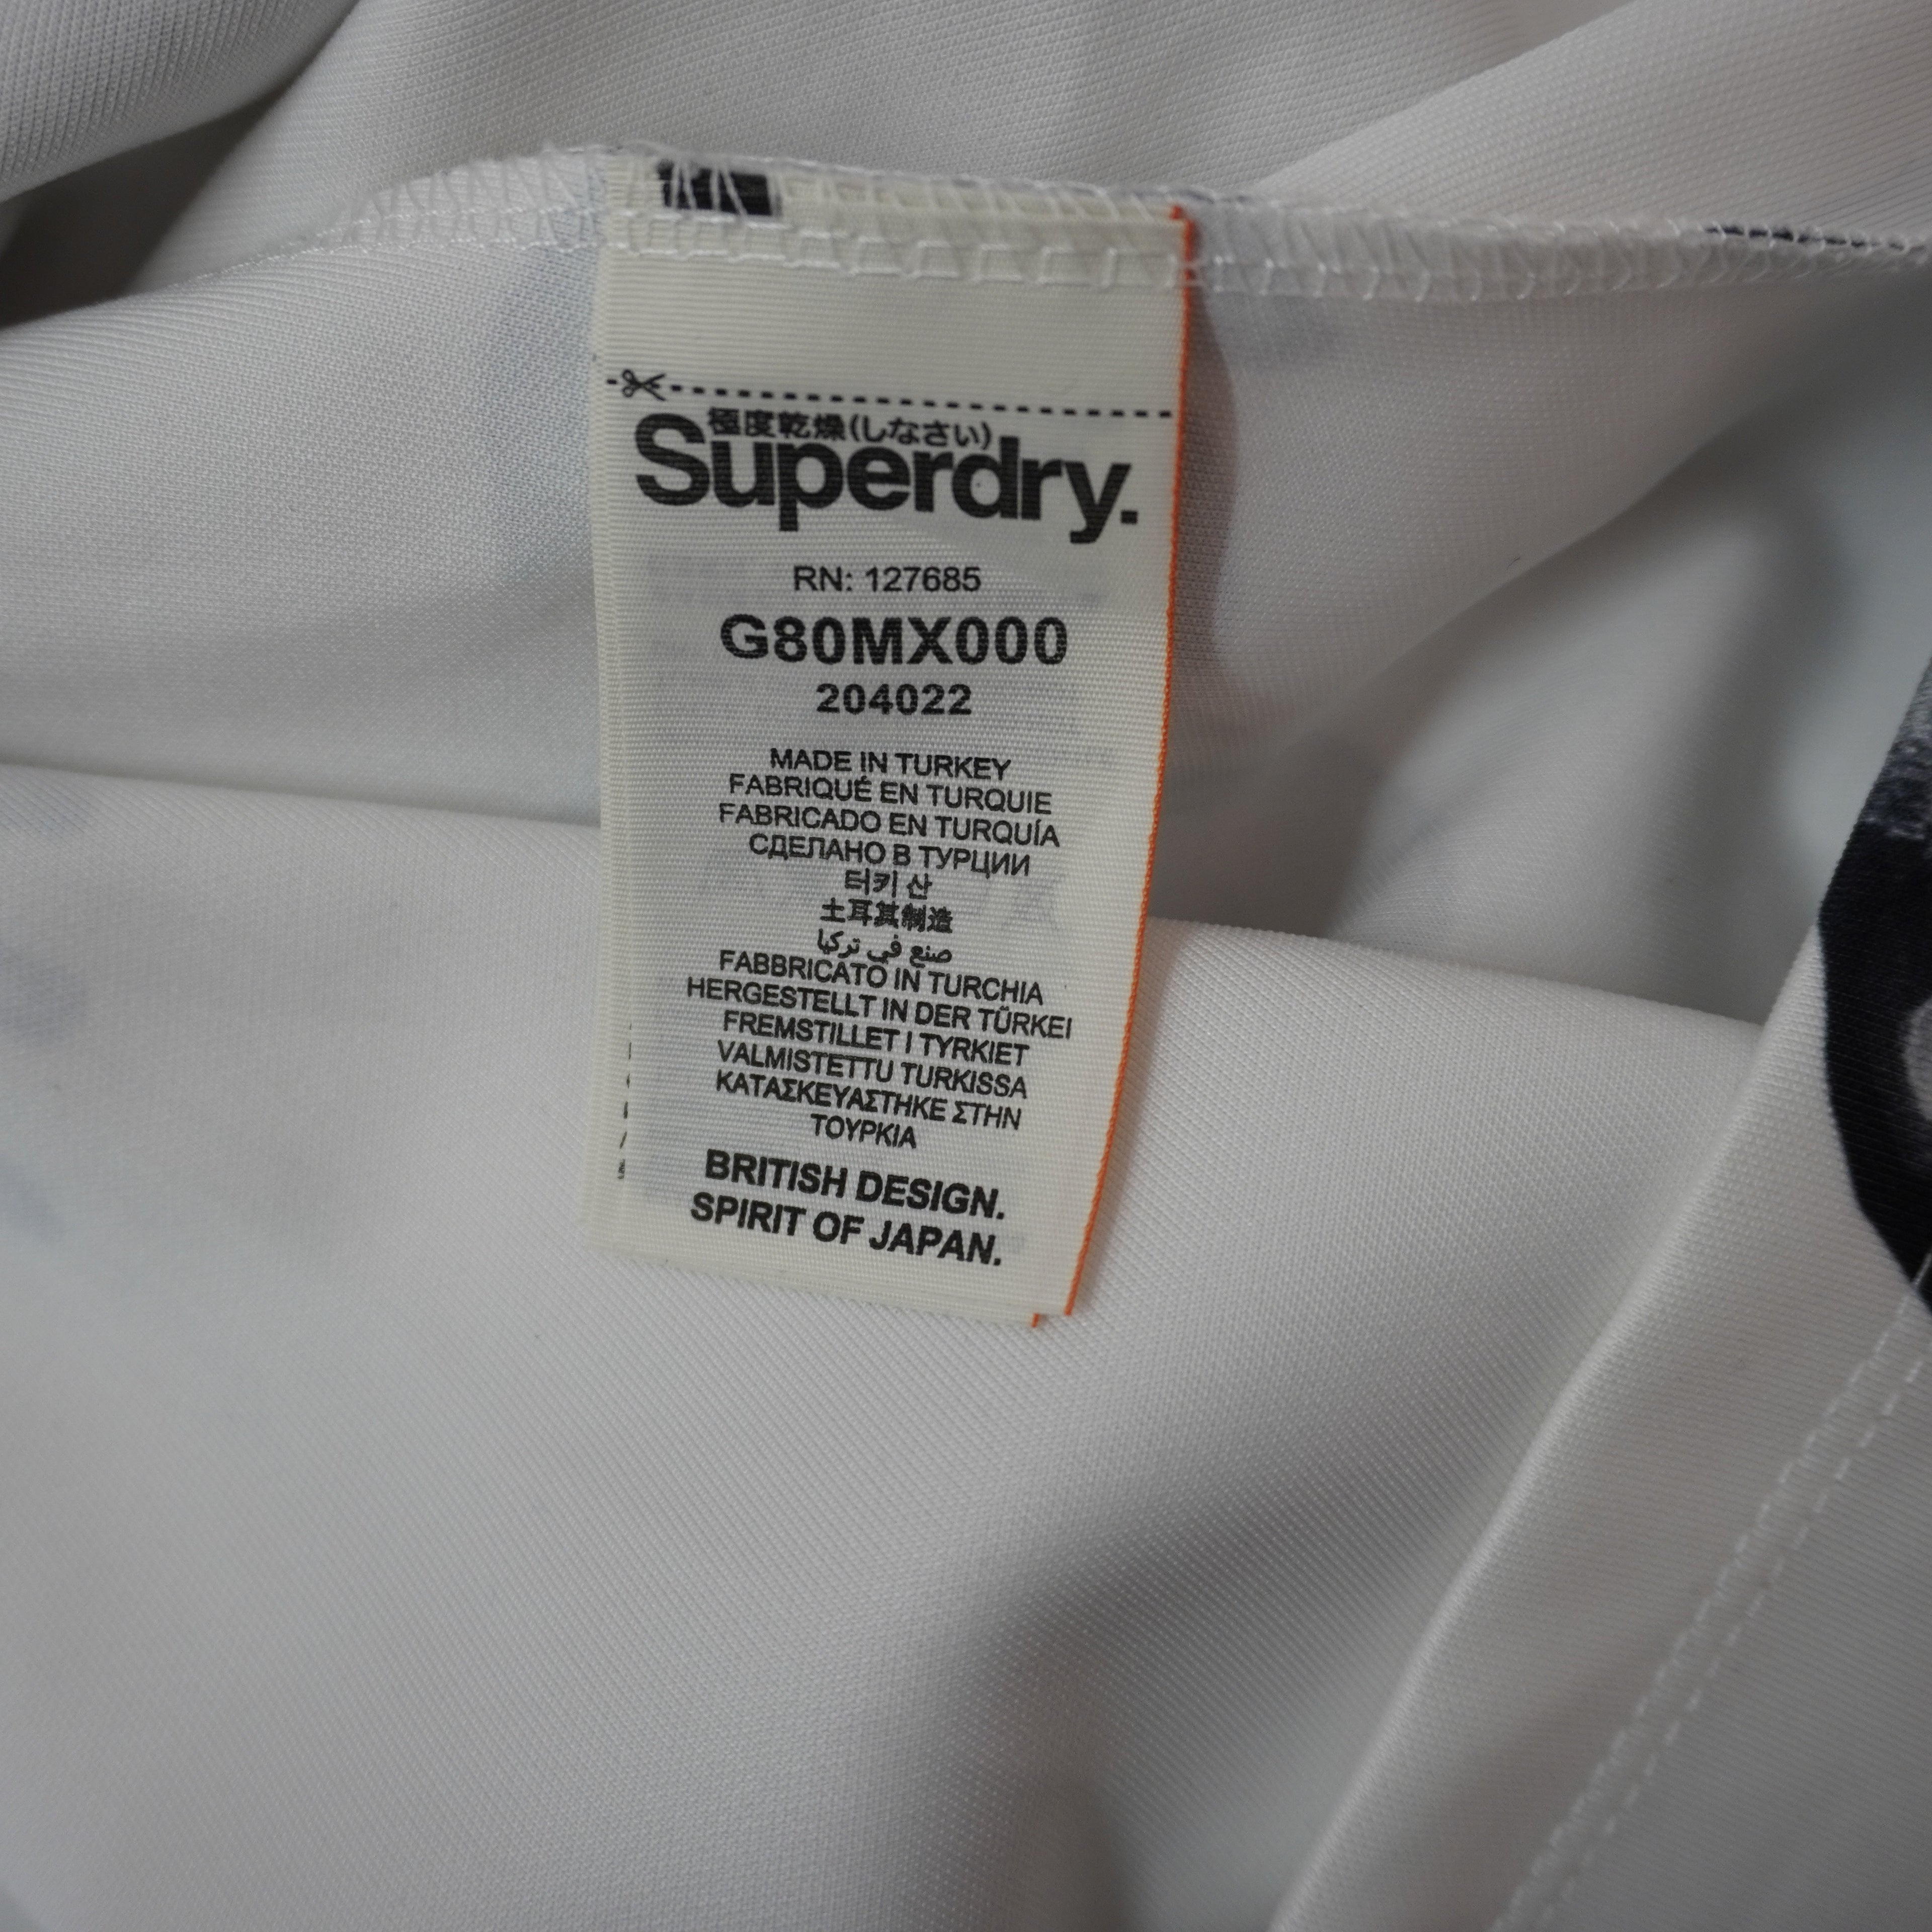 極度乾燥(しなさい)
Superdry.
RN: 127685
G80MX000
204022
MADE IN TURKEY
FABRIQUÉ EN TURQUIE
FABRICADO EN TURQUÍA
СДЕЛАНО В ТУРЦИИ
터키 산
土耳其制造
صنع في تركيا
FABBRICATO IN TURCHIA
HERGESTELLT IN DER TÜRKEI
FREMSTILLET I TYRKIET
VALMISTETTU TURKISSA
ΚΑΤΑΣΚΕΥΑΣΤΗΚΕ ΣΤΗΝ
ΤΟΥΡΚΙΑ
BRITISH DESIGN.
SPIRIT OF JAPAN.